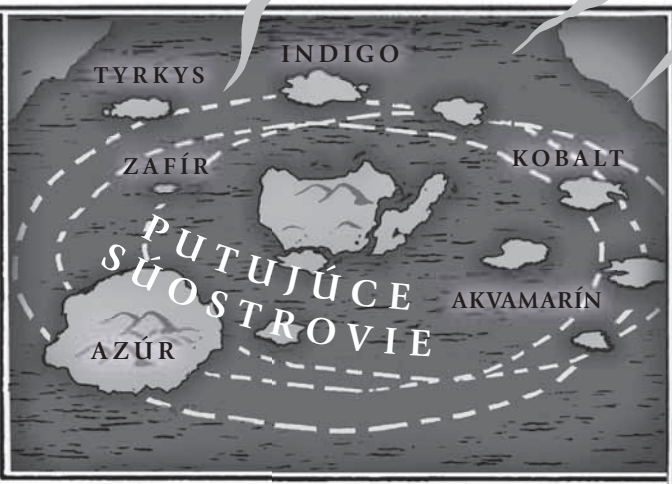 INDIGO
TYRKYS
KOBALT
ZAFÍR
PUTUJÚCE
SÚOSTROVIE
AKVAMARÍN
AZÚR